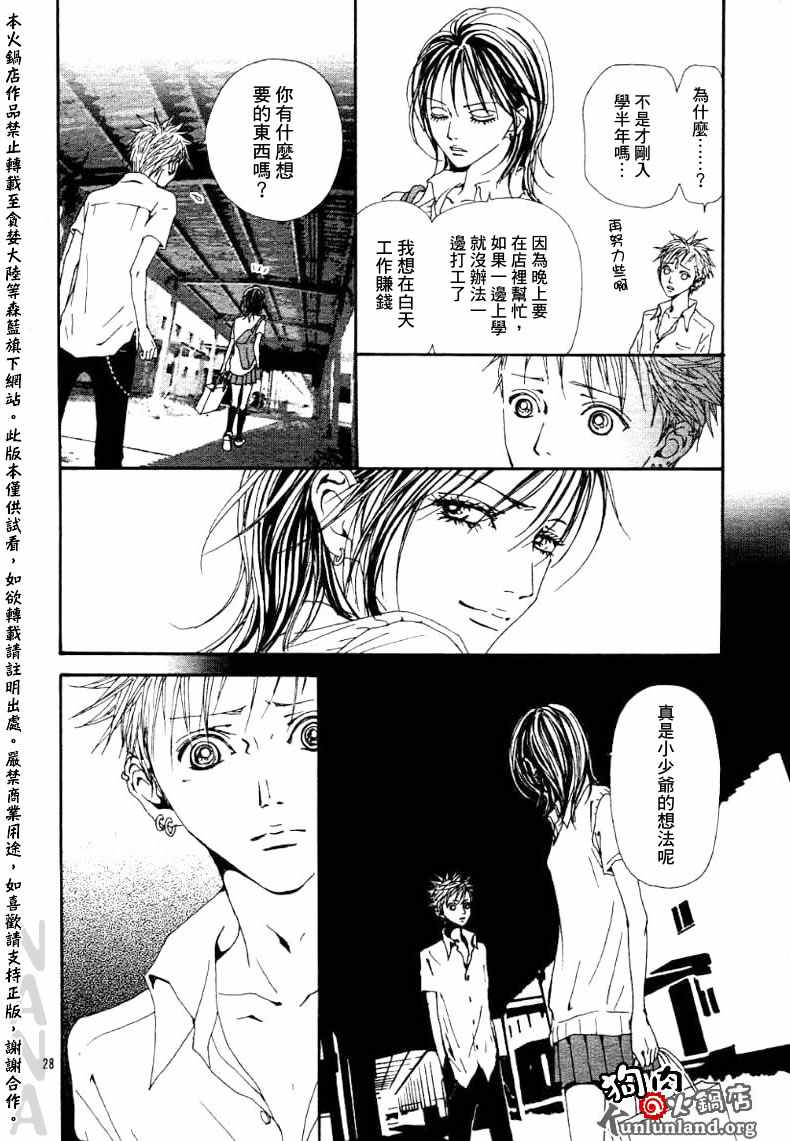 為什麼……？
不是才剛入
學半年嗎…
再努力些啊
因為晚上要
在店裡幫忙，
如果一邊上學
就沒辦法一
邊打工了
我想在白天
工作賺錢
你有什麼想
要的東西嗎？
真是小少爺的想法呢
本火鍋店作品禁止轉載至貪婪大陸等森藍旗下網站。此版本僅供試看，如欲轉載請註明出處。嚴禁商業用途，如喜歡請支持正版，謝謝合作。
NANA
28
狗肉
火鍋店
Kunlunland.org